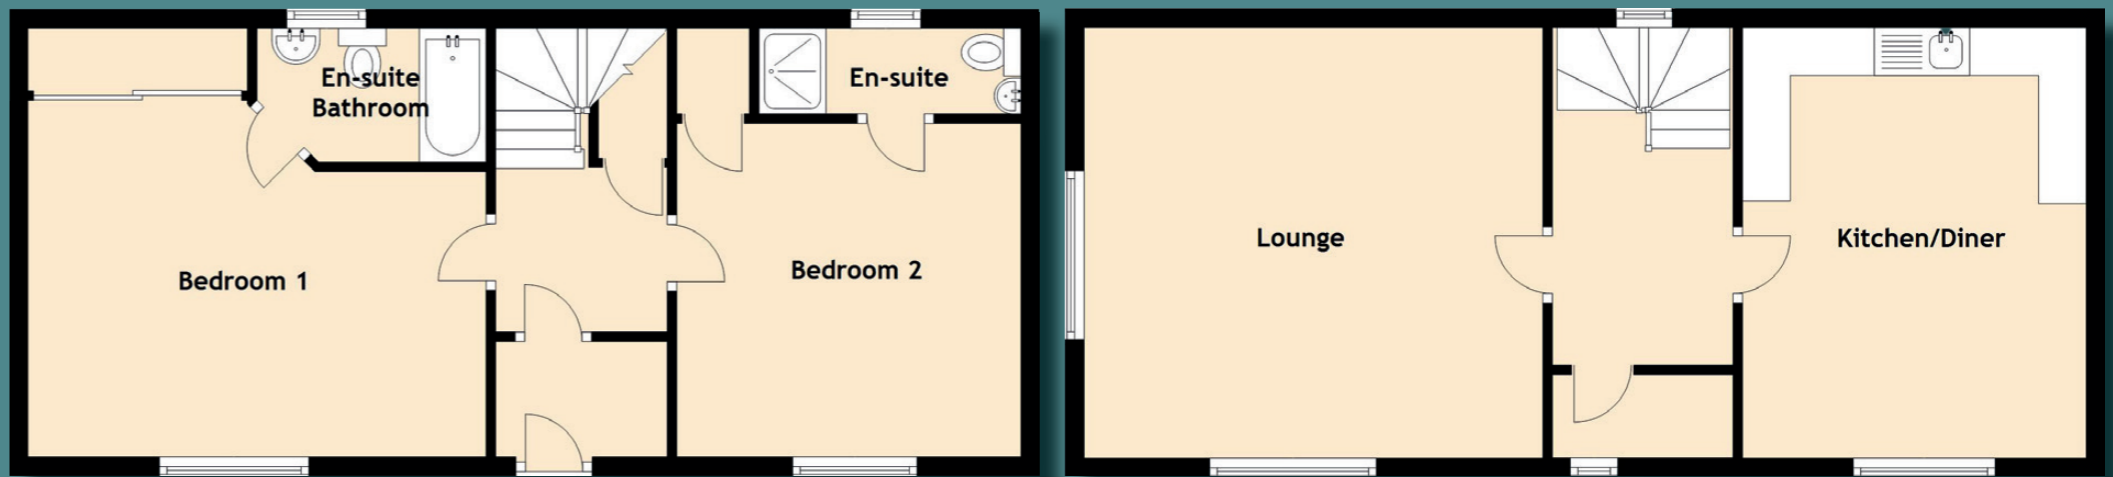 En-suite
Bathroom
En-suite
Bedroom 1
Bedroom 2
Lounge
Kitchen/Diner